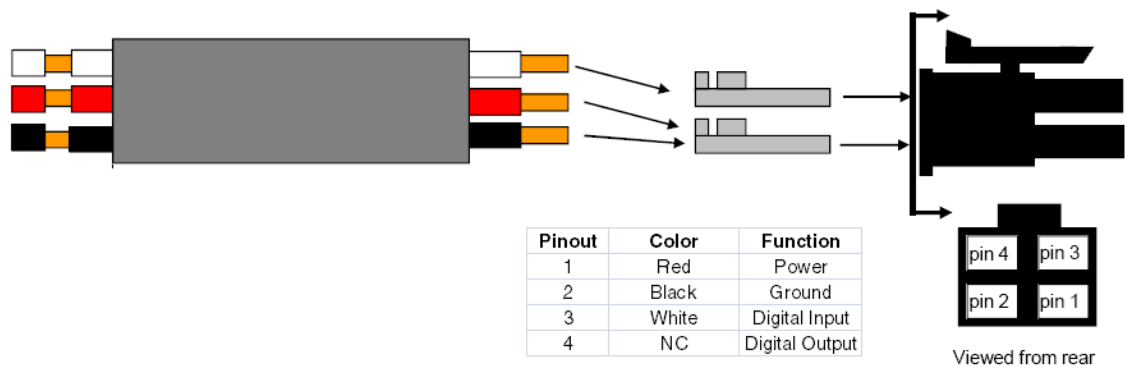 Pinout Color Function
1 Red Power
2 Black Ground
3 White Digital Input
4 NC Digital Output
pin 4 pin 3
pin 2 pin 1
Viewed from rear